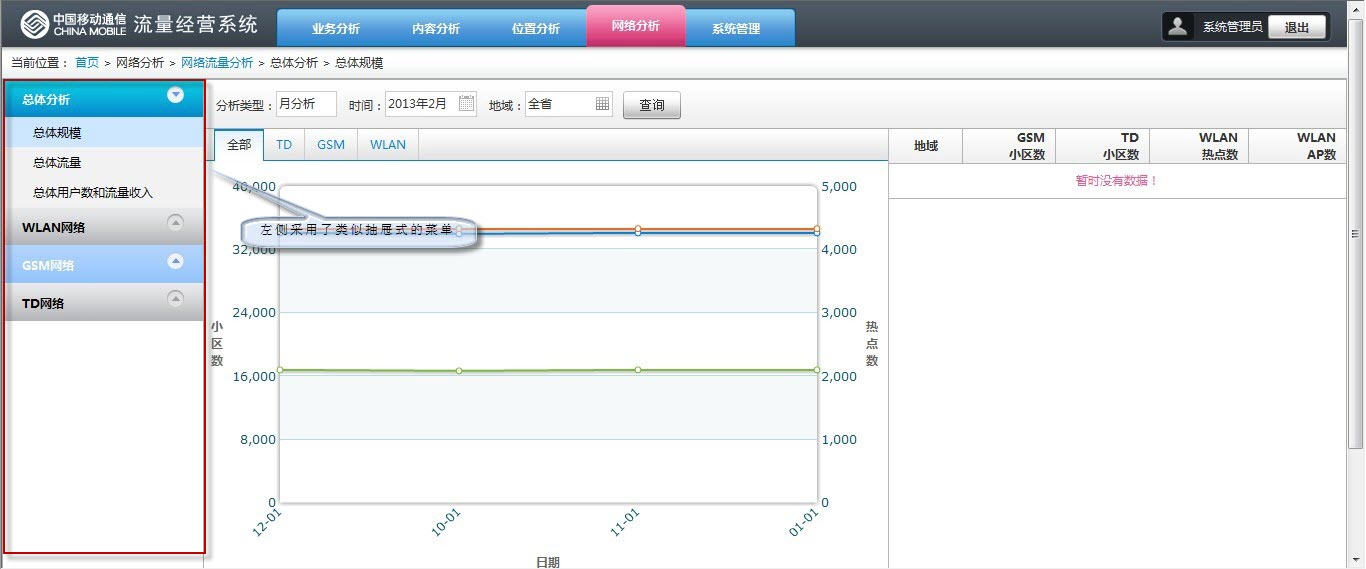 中国移动通信
CHINA MOBILE
流量经营系统
业务分析 内容分析 位置分析 网络分析 系统管理
系统管理员 退出
当前位置： 首页 > 网络分析 > 网络流量分析 > 总体分析 > 总体规模
总体分析
总体规模
总体流量
总体用户数和流量收入
WLAN网络
GSM网络
TD网络
分析类型：月分析 时间：2013年2月 地域：全省 查询
全部 TD GSM WLAN
左侧采用了类似抽屉式的菜单
40,000
32,000
24,000
16,000
8,000
0
小区数
5,000
4,000
3,000
2,000
1,000
0
热点数
12-01 10-01 11-01 01-01
日期
地域
GSM
小区数
TD
小区数
WLAN
热点数
WLAN
AP数
暂时没有数据！